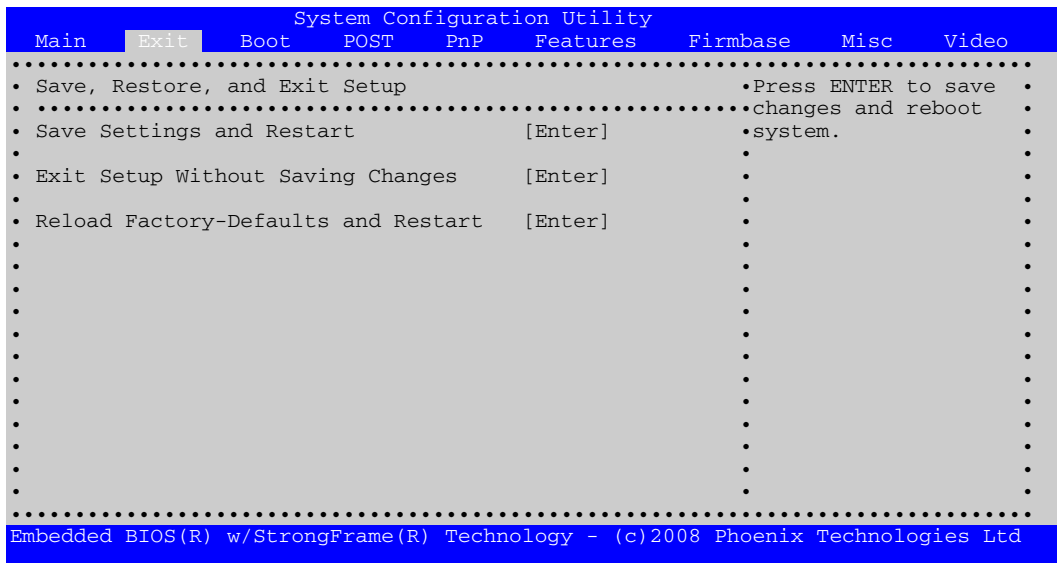 System Configuration Utility
Main Exit Boot POST PnP Features Firmbase Misc Video
Save, Restore, and Exit Setup
Press ENTER to save
changes and reboot
system.
Save Settings and Restart [Enter]
Exit Setup Without Saving Changes [Enter]
Reload Factory-Defaults and Restart [Enter]
Embedded BIOS(R) w/StrongFrame(R) Technology - (c)2008 Phoenix Technologies Ltd